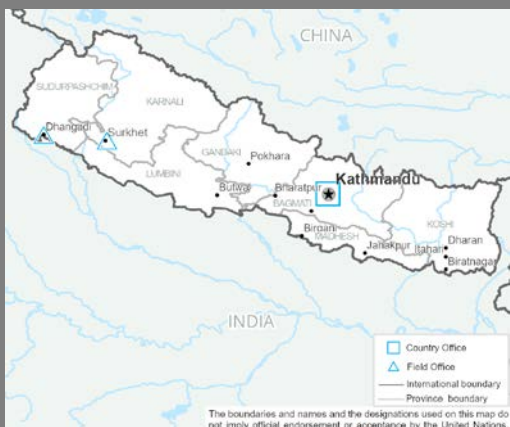 CHINA
SUDURPASHCHIM
KARNALI
Dhangadi
Surkhet
GANDAKI
Pokhara
LUMBINI
Kathmandu
Butwal
Bharatpur
BAGMATI
KOSHI
Birganj
MADHESH
Dharan
Janakpur
Itahari
Biratnagar
INDIA
Country Office
Field Office
International boundary
Province boundary
The boundaries and names and the designations used on this map do
not imply official endorsement or acceptance by the United Nations.